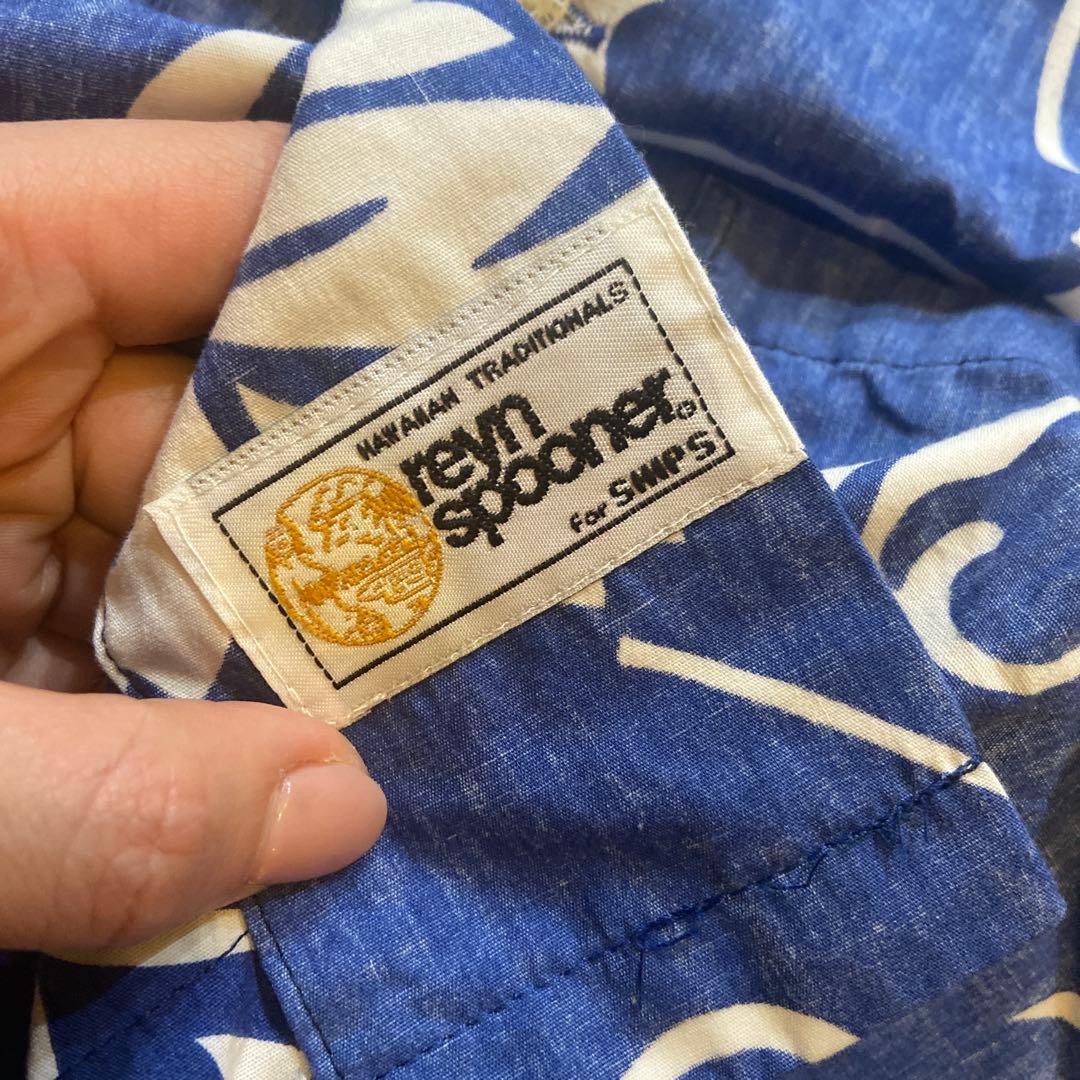 HAWAIIAN TRADITIONALS
reyn
spooner®
for SHIPS